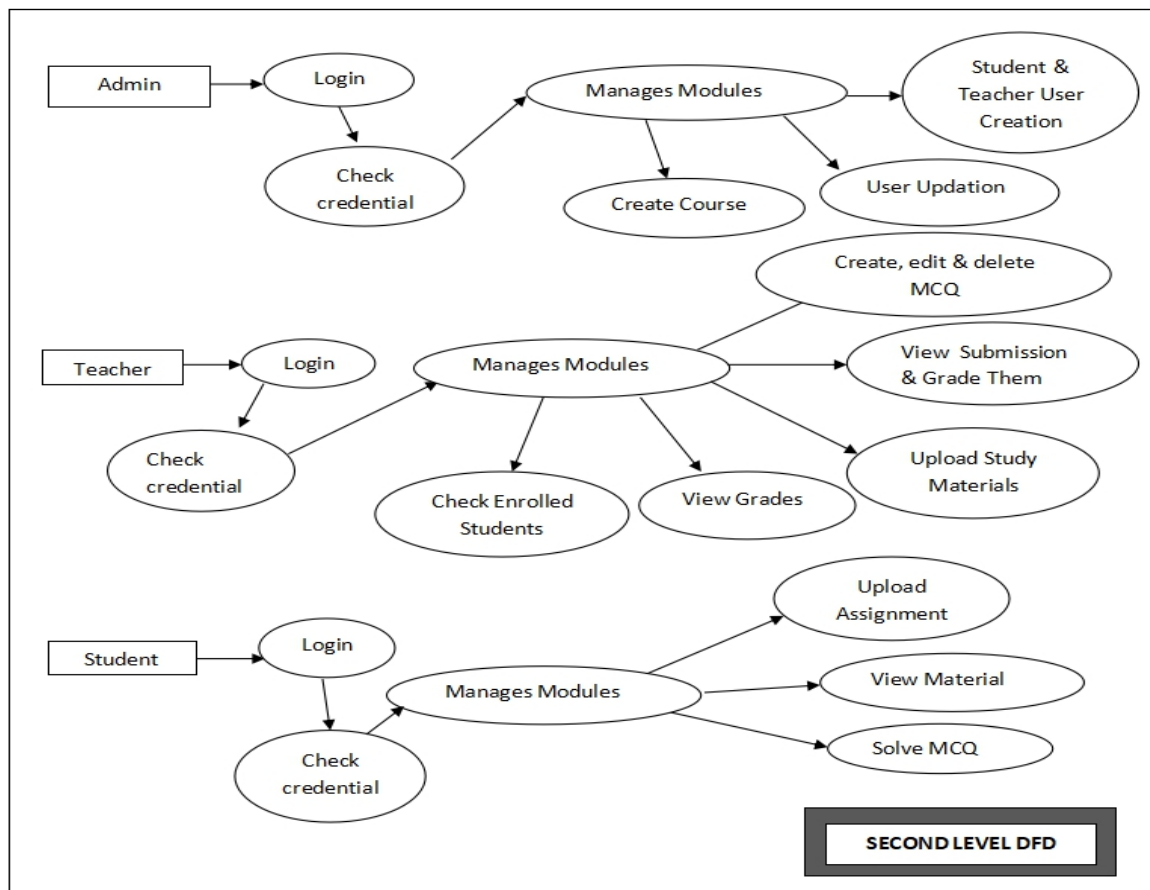 Admin
Login
Check
credential
Manages Modules
Student &
Teacher User
Creation
User Updation
Create Course
Teacher
Login
Check
credential
Manages Modules
Create, edit & delete
MCQ
View Submission
& Grade Them
Upload Study
Materials
View Grades
Check Enrolled
Students
Student
Login
Check
credential
Manages Modules
Upload
Assignment
View Material
Solve MCQ
SECOND LEVEL DFD